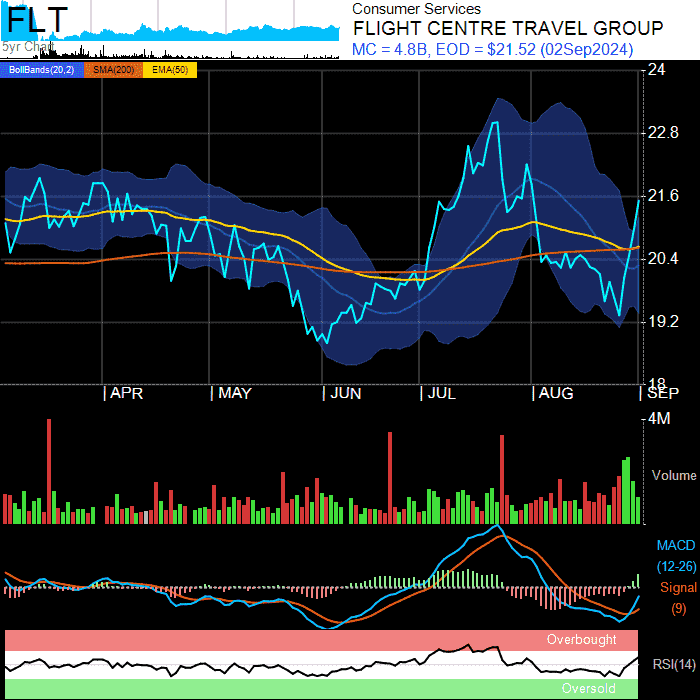 FLT
5yr Chart
Consumer Services
FLIGHT CENTRE TRAVEL GROUP
MC = 4.8B, EOD = $21.52 (02Sep2024)
BollBands(20,2) SMA(200) EMA(50)
24
22.8
21.6
20.4
19.2
18
APR MAY JUN JUL AUG SEP
4M
Volume
MACD
(12-26)
Signal
(9)
Overbought
RSI(14)
Oversold